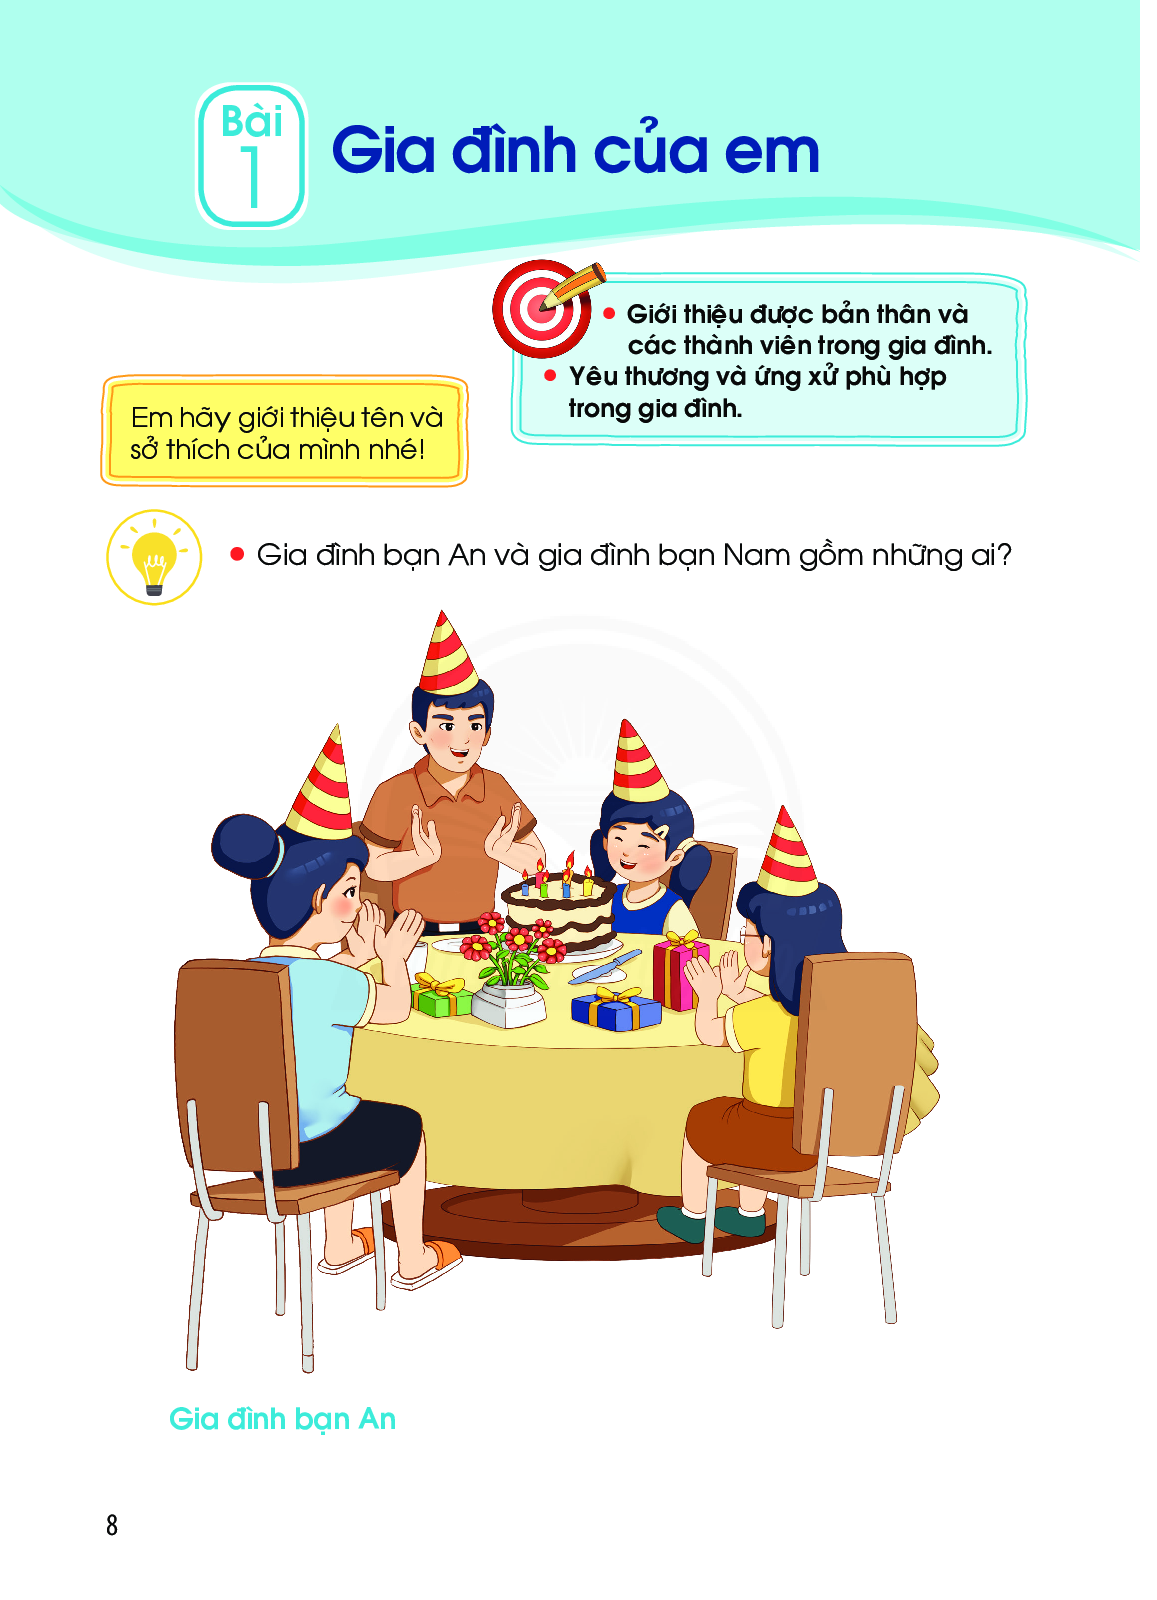 Bài
1
Gia đình của em
• Giới thiệu được bản thân và
các thành viên trong gia đình.
• Yêu thương và ứng xử phù hợp
trong gia đình.
Em hãy giới thiệu tên và
sở thích của mình nhé!
• Gia đình bạn An và gia đình bạn Nam gồm những ai?
Gia đình bạn An
8